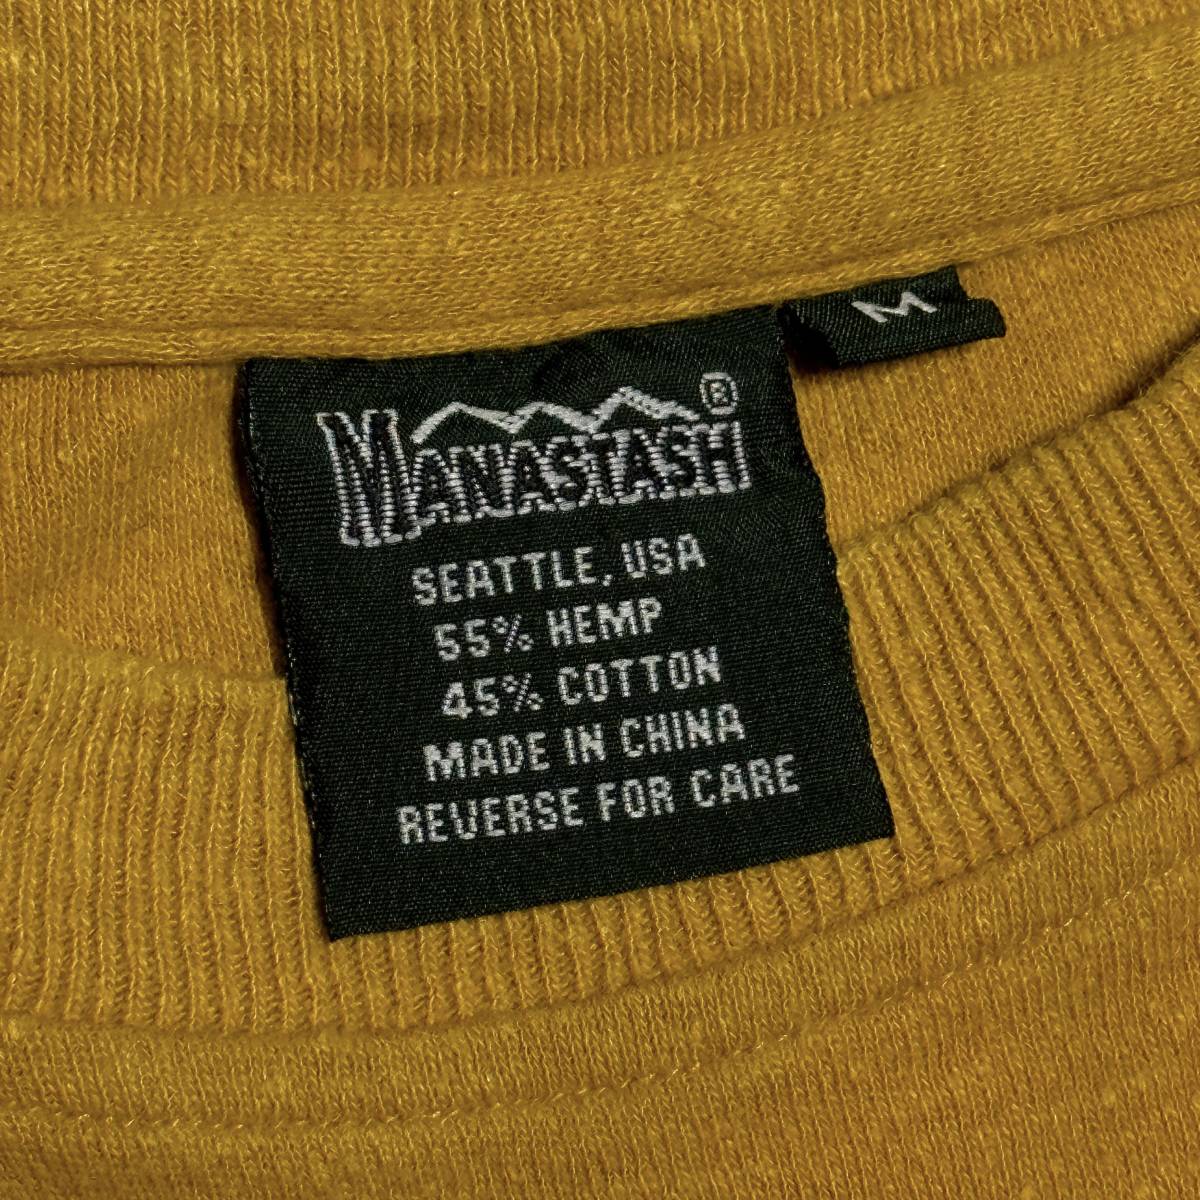 M
MANASTASH®
SEATTLE, USA
55% HEMP
45% COTTON
MADE IN CHINA
REVERSE FOR CARE